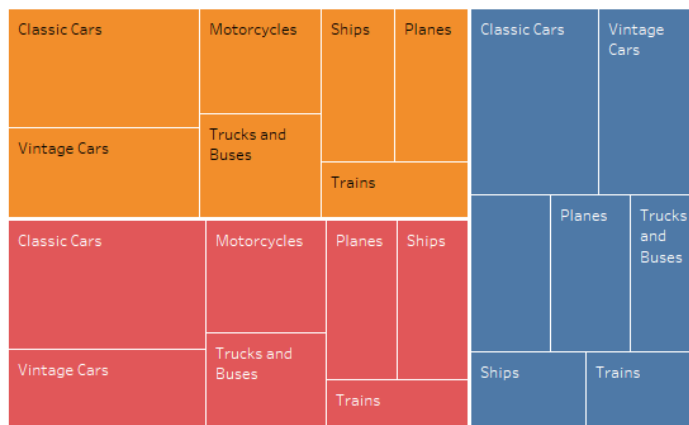 Classic Cars
Motorcycles
Ships
Planes
Vintage Cars
Trucks and
Buses
Trains
Classic Cars
Motorcycles
Planes
Ships
Vintage Cars
Trucks and
Buses
Trains
Classic Cars
Vintage
Cars
Planes
Trucks
and
Buses
Ships
Trains